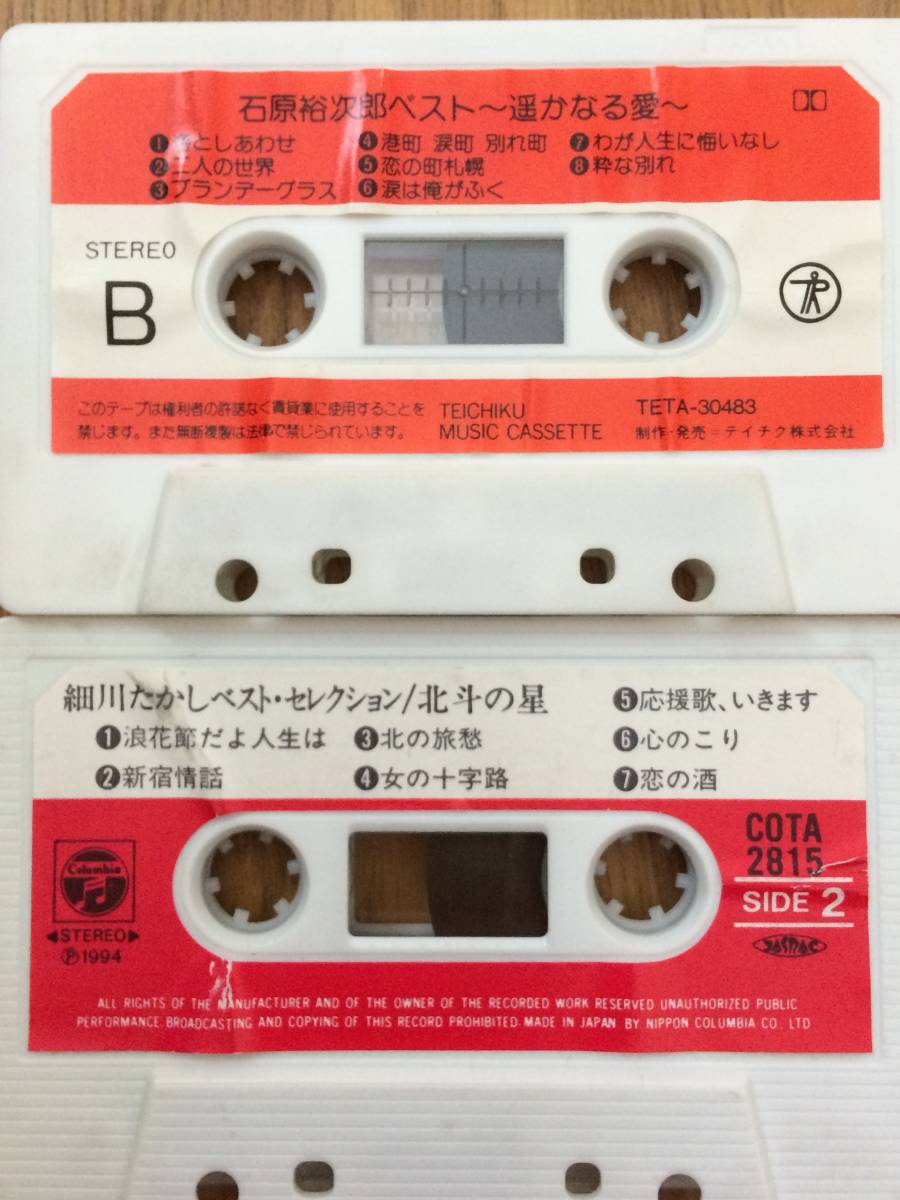 石原裕次郎ベスト〜遥かなる愛〜
❶ としあわせ ❹港町 涙町 別れ町 ❼わが人生に悔いなし
❷二人の世界 ❺恋の町札幌 ❽粋な別れ
❸ブランデーグラス ❻涙は俺がふく
STEREO
B
このテープは権利者の許諾なく賃貸業に使用することを
禁じます。また無断複製は法律で禁じられています。
TEICHIKU
MUSIC CASSETTE
TETA-30483
制作・発売=テイチク株式会社
細川たかしベスト・セレクション/北斗の星
❶浪花節だよ人生は ❸北の旅愁 ❺応援歌、いきます
❷新宿情話 ❹女の十字路 ❻心のこり
❼恋の酒
Columbia
◀STEREO▶
Ⓟ1994
COTA
2815
SIDE 2
JASRAC
ALL RIGHTS OF THE MANUFACTURER AND OF THE OWNER OF THE RECORDED WORK RESERVED UNAUTHORIZED PUBLIC
PERFORMANCE BROADCASTING AND COPYING OF THIS RECORD PROHIBITED MADE IN JAPAN BY NIPPON COLUMBIA CO. LTD